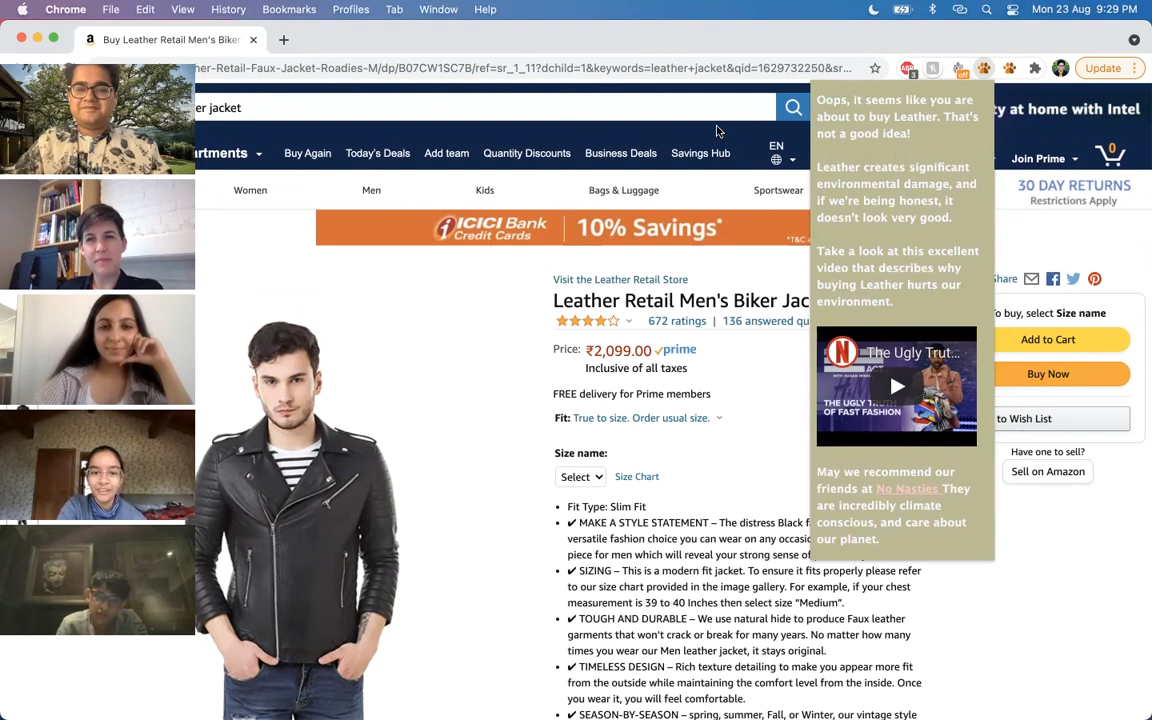 Chrome File Edit View History Bookmarks Profiles Tab Window Help Mon 23 Aug 9:29 PM
a Buy Leather Retail Men's Biker
er-Retail-Faux-Jacket-Roadies-M/dp/B07CW1SC7B/ref=sr_1_11?dchild=1&keywords=leather+jacket&qid=1629732250&sr... ABP 3 off Update
er jacket
ty at home with Intel
artments Buy Again Today's Deals Add team Quantity Discounts Business Deals Savings Hub EN Join Prime 0
Women Men Kids Bags & Luggage Sportswear
30 DAY RETURNS
Restrictions Apply
ICICI Bank
Credit Cards
10% Savings*
*T&C
Visit the Leather Retail Store
Leather Retail Men's Biker Jac
672 ratings | 136 answered qu
Price: ₹2,099.00 prime
Inclusive of all taxes
FREE delivery for Prime members
Fit: True to size. Order usual size.
Size name:
Select Size Chart
• Fit Type: Slim Fit
• ✔ MAKE A STYLE STATEMENT – The distress Black f
versatile fashion choice you can wear on any occasi
piece for men which will reveal your strong sense of
• ✔ SIZING – This is a modern fit jacket. To ensure it fits properly please refer
to our size chart provided in the image gallery. For example, if your chest
measurement is 39 to 40 Inches then select size “Medium”.
• ✔ TOUGH AND DURABLE – We use natural hide to produce Faux leather
garments that won’t crack or break for many years. No matter how many
times you wear our Men leather jacket, it stays original.
• ✔ TIMELESS DESIGN – Rich texture detailing to make you appear more fit
from the outside while maintaining the comfort level from the inside. Once
you wear it, you will feel comfortable.
• ✔ SEASON-BY-SEASON – spring, summer, Fall, or Winter, our vintage style
Oops, it seems like you are
about to buy Leather. That's
not a good idea!
Leather creates significant
environmental damage, and
if we're being honest, it
doesn't look very good.
Take a look at this excellent
video that describes why
buying Leather hurts our
environment.
N The Ugly Trut...
THE UGLY TRUTH
OF FAST FASHION
May we recommend our
friends at No Nasties They
are incredibly climate
conscious, and care about
our planet.
Share
To buy, select Size name
Add to Cart
Buy Now
to Wish List
Have one to sell?
Sell on Amazon